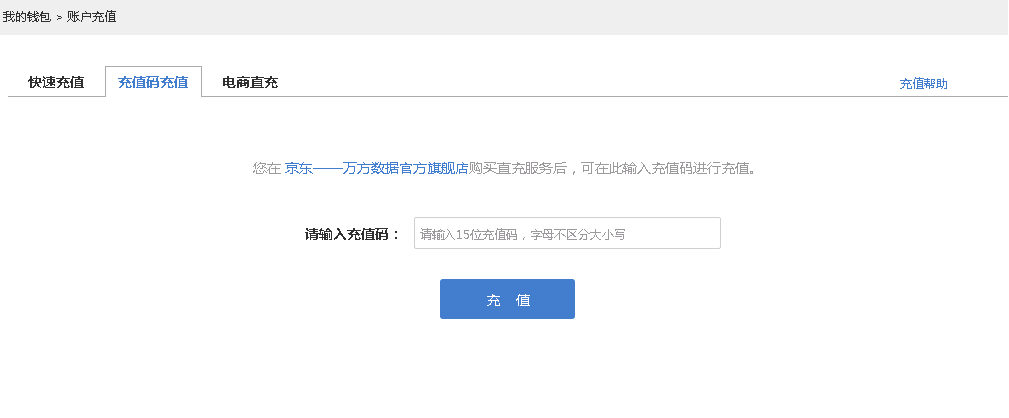 我的钱包 > 账户充值
快速充值 充值码充值 电商直充 充值帮助
您在 京东——万方数据官方旗舰店购买直充服务后，可在此输入充值码进行充值。
请输入充值码： 请输入15位充值码，字母不区分大小写
充 值